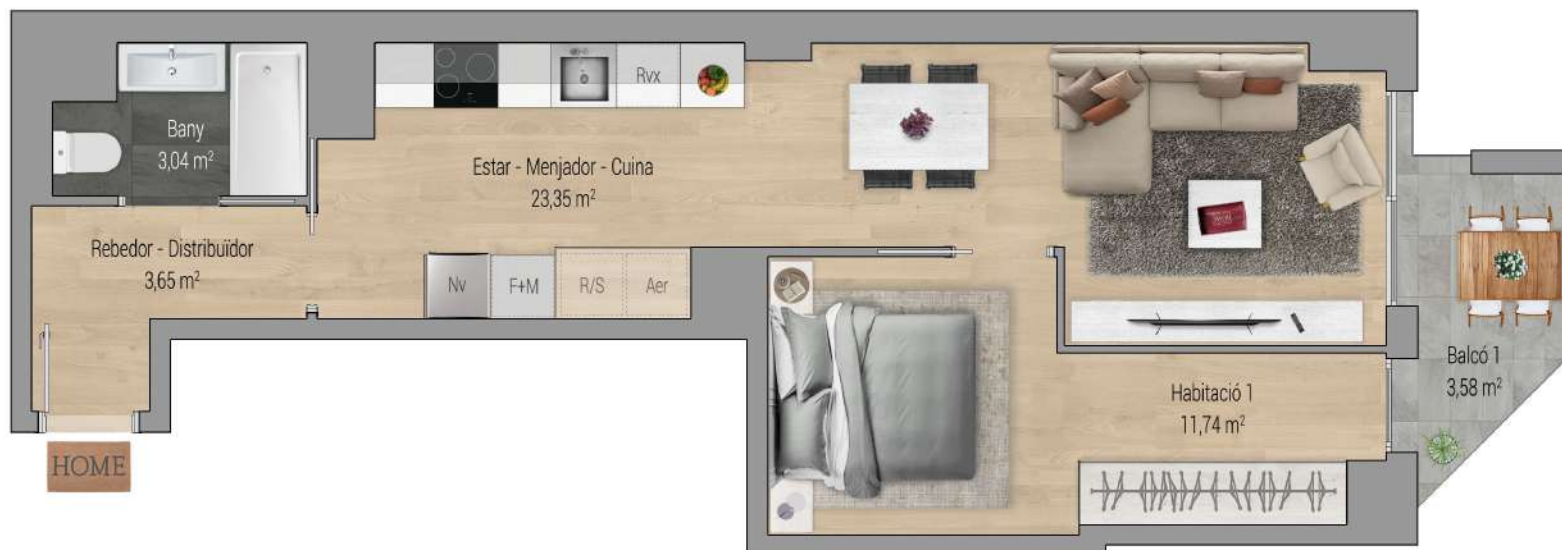 Rvx
Bany
3,04 m²
Estar - Menjador - Cuina
23,35 m²
Rebedor - Distribuïdor
3,65 m²
Nv
F+M
R/S
Aer
Balcó 1
3,58 m²
Habitació 1
11,74 m²
HOME